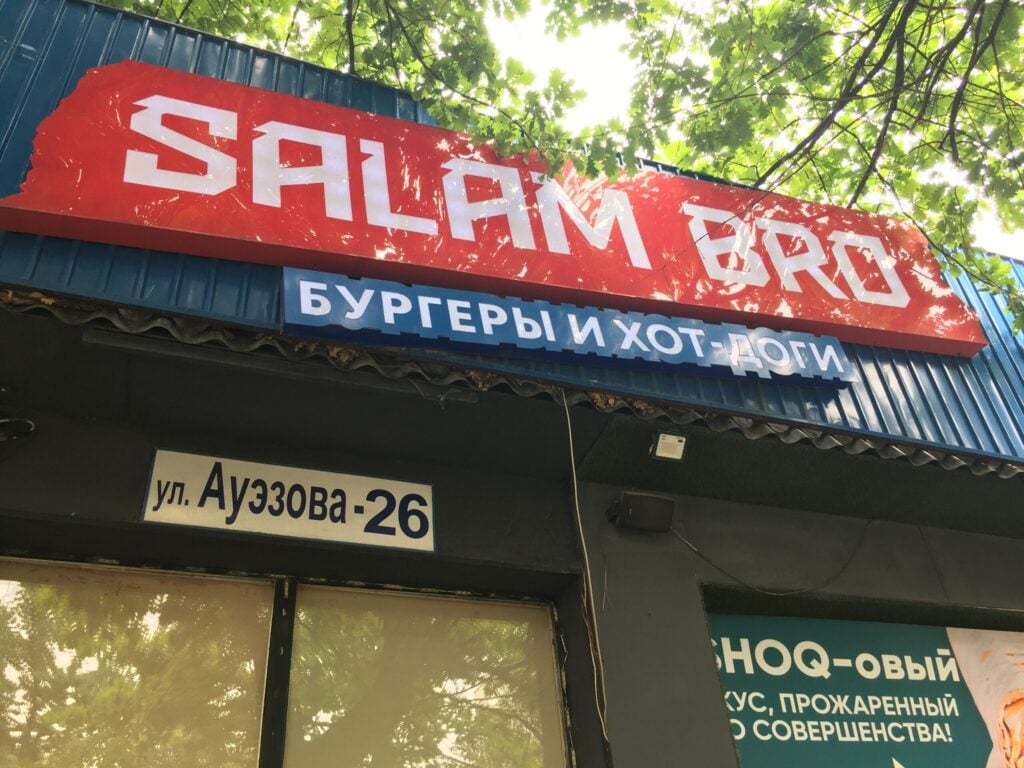 SALAM BRO
БУРГЕРЫ И ХОТ-ДОГИ
ул. Ауэзова-26
SHOQ-овый
ПРОЖАРЕННЫЙ
СОВЕРШЕНСТВА!